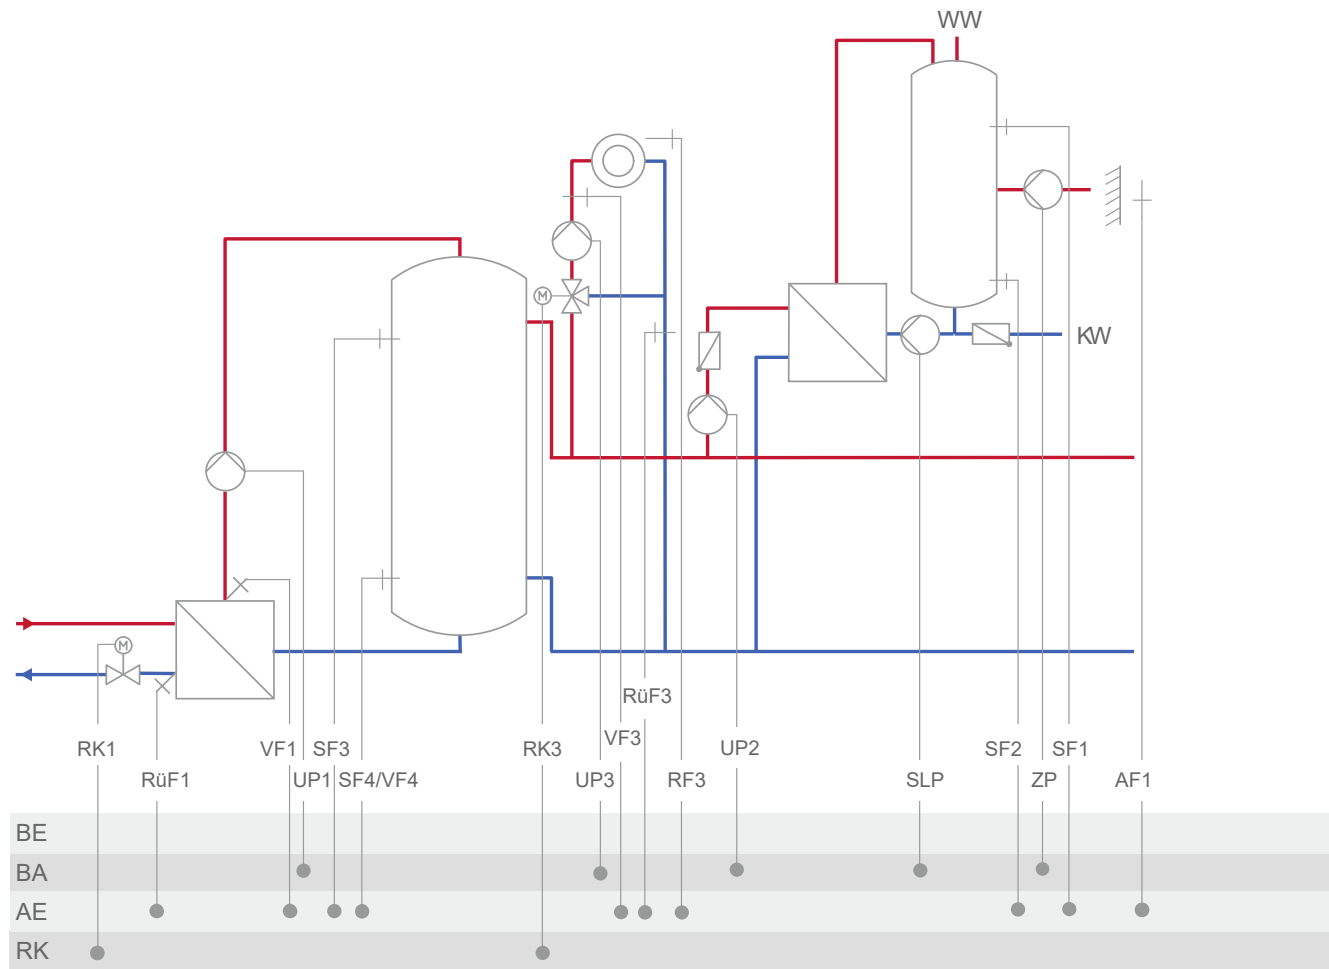 WW
M
KW
M
RüF3
VF3
RK1
VF1
SF3
RK3
UP2
SF2
SF1
RüF1
UP1
SF4/VF4
UP3
RF3
SLP
ZP
AF1
BE
BA
AE
RK